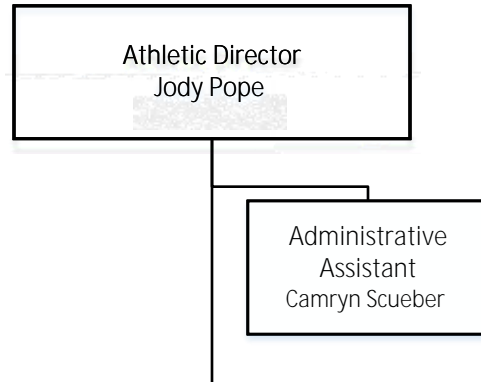 Athletic Director
Jody Pope
Administrative
Assistant
Camryn Scueber